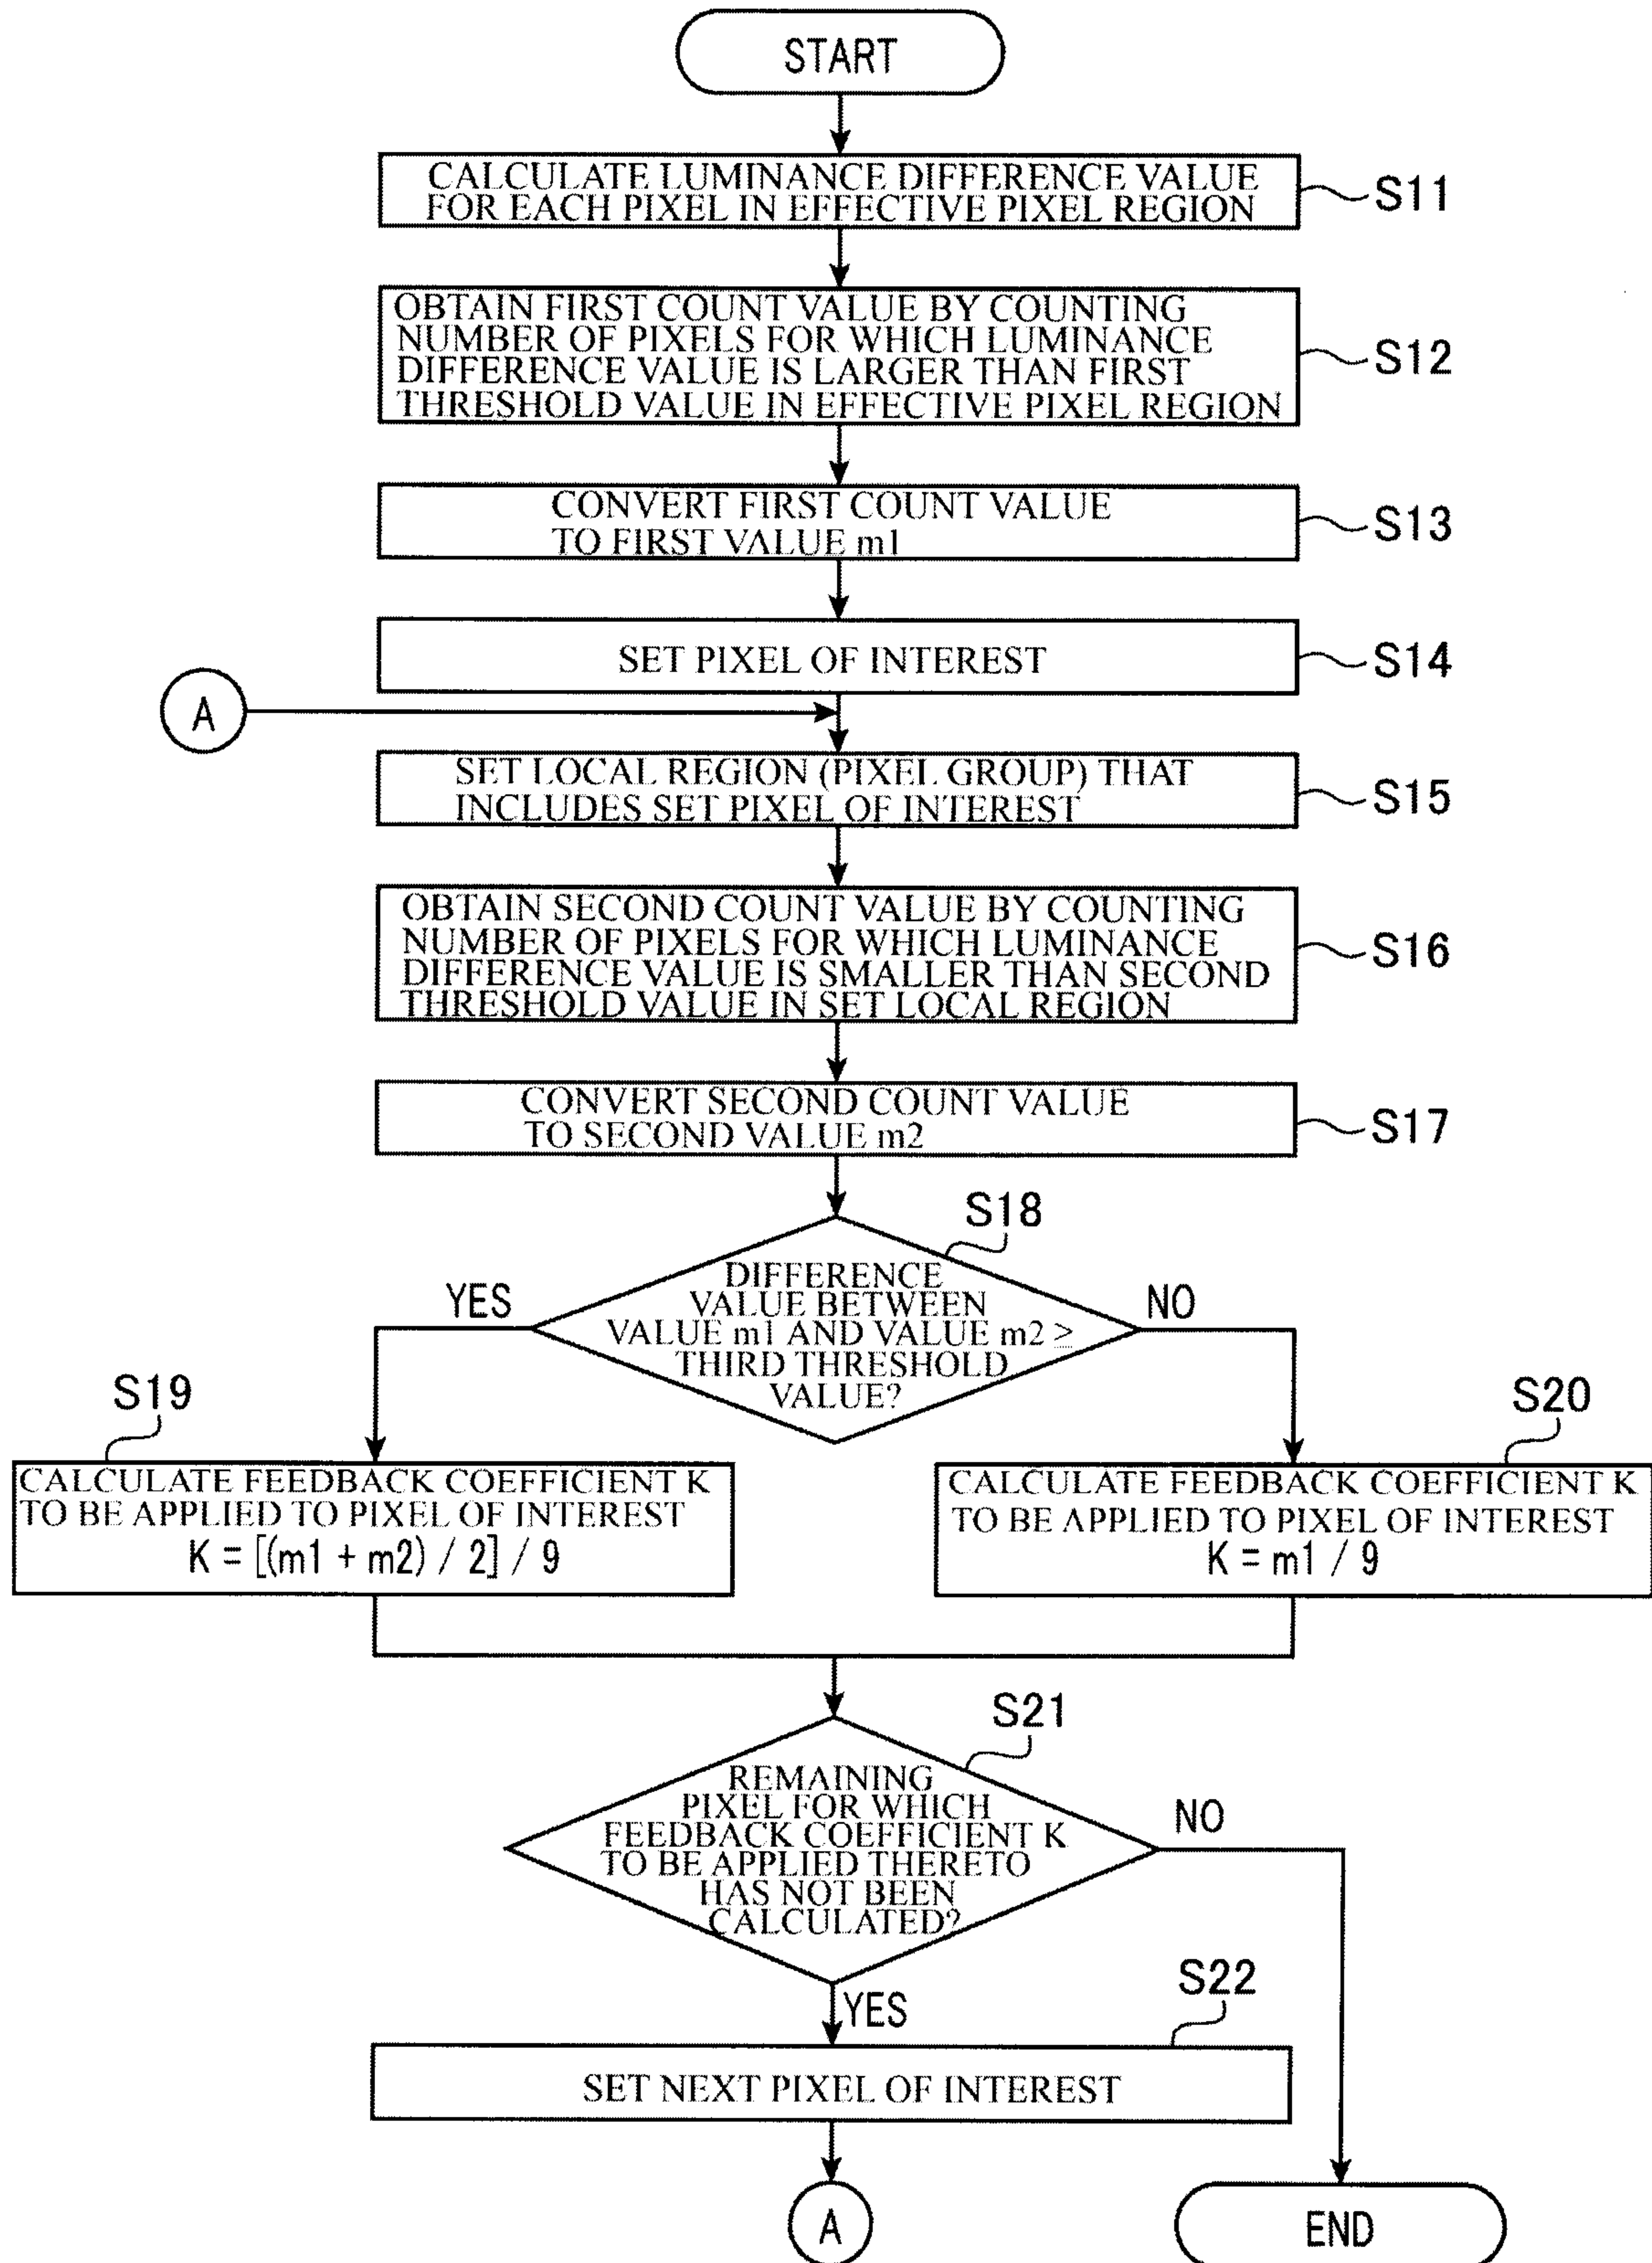 START
CALCULATE LUMINANCE DIFFERENCE VALUE
FOR EACH PIXEL IN EFFECTIVE PIXEL REGION
S11
OBTAIN FIRST COUNT VALUE BY COUNTING
NUMBER OF PIXELS FOR WHICH LUMINANCE
DIFFERENCE VALUE IS LARGER THAN FIRST
THRESHOLD VALUE IN EFFECTIVE PIXEL REGION
S12
CONVERT FIRST COUNT VALUE
TO FIRST VALUE m1
S13
SET PIXEL OF INTEREST
S14
A
SET LOCAL REGION (PIXEL GROUP) THAT
INCLUDES SET PIXEL OF INTEREST
S15
OBTAIN SECOND COUNT VALUE BY COUNTING
NUMBER OF PIXELS FOR WHICH LUMINANCE
DIFFERENCE VALUE IS SMALLER THAN SECOND
THRESHOLD VALUE IN SET LOCAL REGION
S16
CONVERT SECOND COUNT VALUE
TO SECOND VALUE m2
S17
S18
DIFFERENCE
VALUE BETWEEN
VALUE m1 AND VALUE m2 ≥
THIRD THRESHOLD
VALUE?
YES
NO
S19
CALCULATE FEEDBACK COEFFICIENT K
TO BE APPLIED TO PIXEL OF INTEREST
K = [(m1 + m2) / 2] / 9
S20
CALCULATE FEEDBACK COEFFICIENT K
TO BE APPLIED TO PIXEL OF INTEREST
K = m1 / 9
S21
REMAINING
PIXEL FOR WHICH
FEEDBACK COEFFICIENT K
TO BE APPLIED THERETO
HAS NOT BEEN
CALCULATED?
NO
YES
S22
SET NEXT PIXEL OF INTEREST
A
END